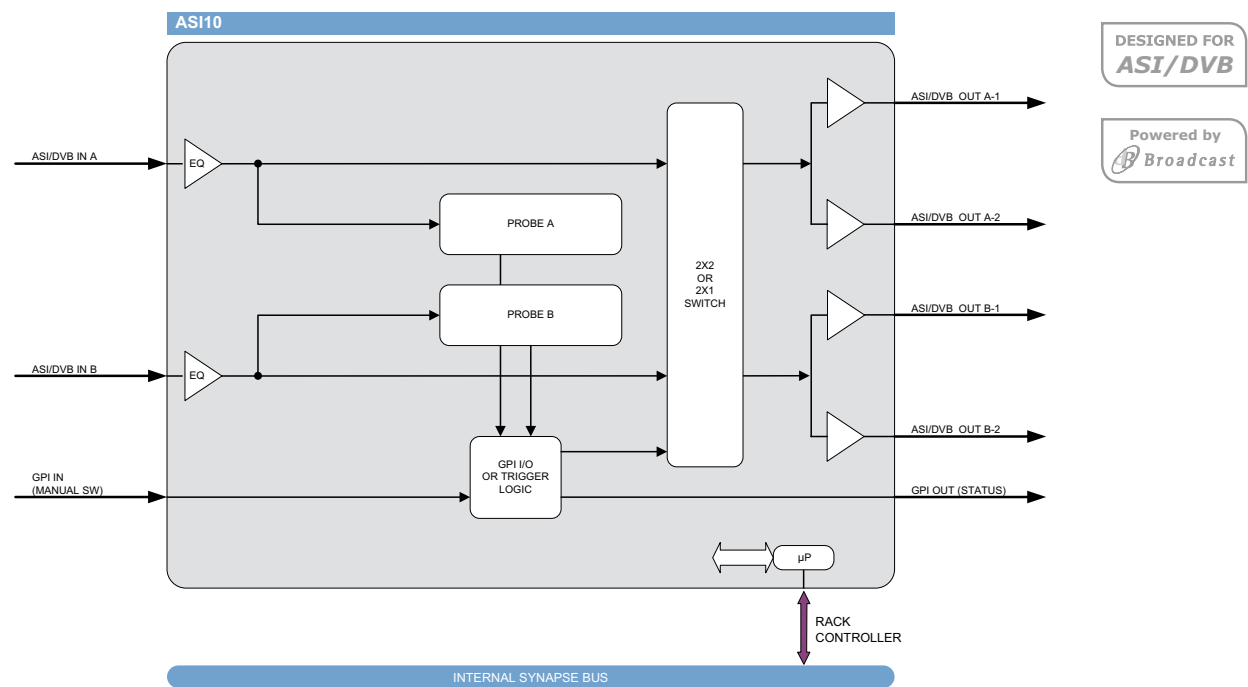 ASI10
DESIGNED FOR
ASI/DVB
Powered by
Broadcast
ASI/DVB IN A
EQ
PROBE A
PROBE B
ASI/DVB IN B
EQ
2X2
OR
2X1
SWITCH
ASI/DVB OUT A-1
ASI/DVB OUT A-2
ASI/DVB OUT B-1
ASI/DVB OUT B-2
GPI IN
(MANUAL SW)
GPI I/O
OR TRIGGER
LOGIC
GPI OUT (STATUS)
µP
RACK
CONTROLLER
INTERNAL SYNAPSE BUS